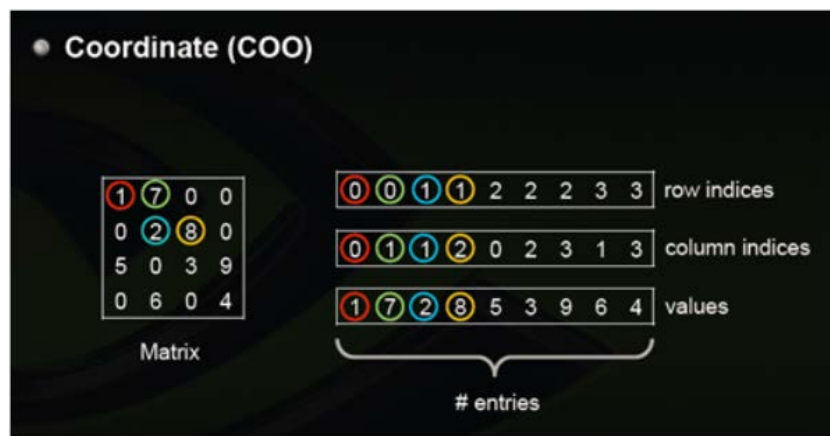 Coordinate (COO)
1 7 0 0
0 2 8 0
5 0 3 9
0 6 0 4
Matrix
0 0 1 1 2 2 2 3 3 row indices
0 1 1 2 0 2 3 1 3 column indices
1 7 2 8 5 3 9 6 4 values
# entries